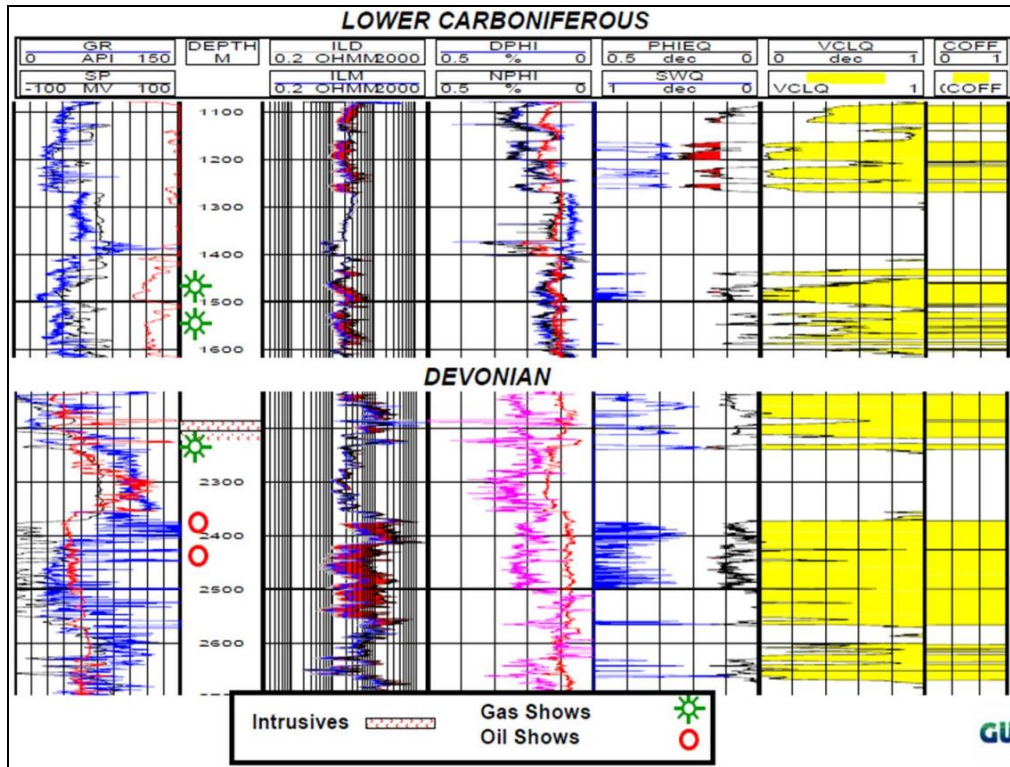 LOWER CARBONIFEROUS
GR DEPTH ILD DPHI PHIEQ VCLQ COFF
0 API 150 M 0.2 OHMM2000 0.5 % 0 0.5 dec 0 0 dec 1 0 1
SP ILM NPHI SWQ
-100 MV 100 0.2 OHMM2000 0.5 % 0 1 dec 0 VCLQ 1 (COFF
1100
1200
1300
1400
1500
1600
DEVONIAN
2300
2400
2500
2600
Intrusives Gas Shows
Oil Shows
GU